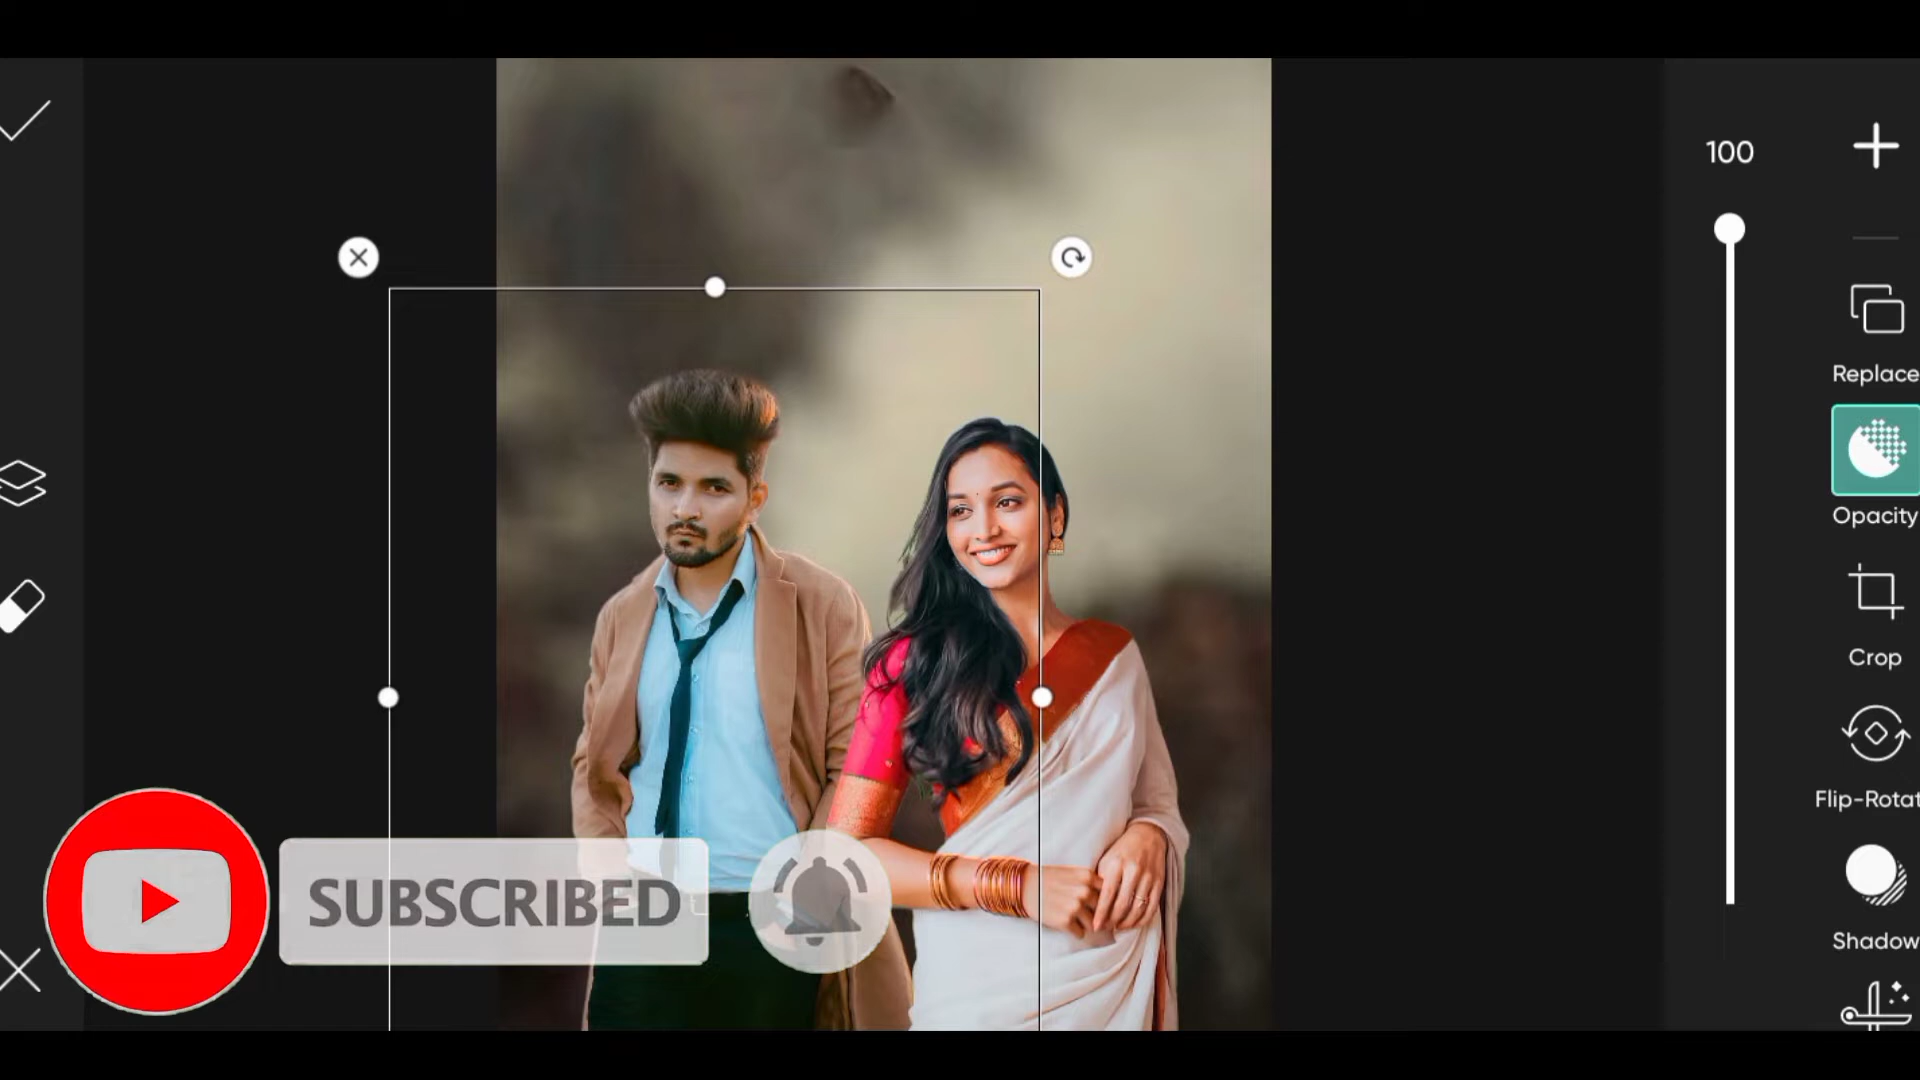 100
Replace
Opacity
Crop
Flip-Rotat
Shadow
SUBSCRIBED